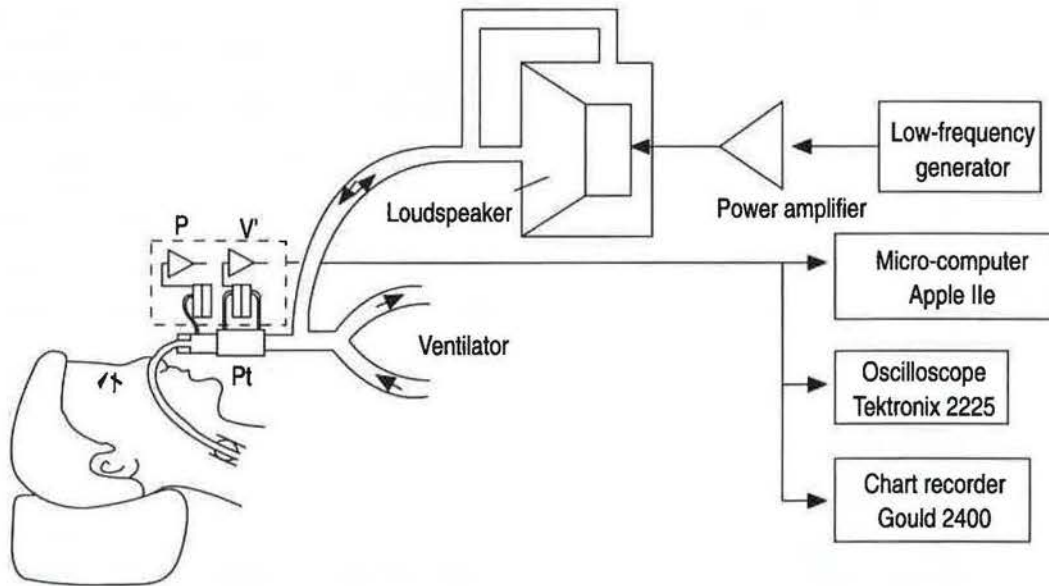 Low-frequency
generator
Power amplifier
Loudspeaker
P
V'
Micro-computer
Apple IIe
Ventilator
Pt
Oscilloscope
Tektronix 2225
Chart recorder
Gould 2400